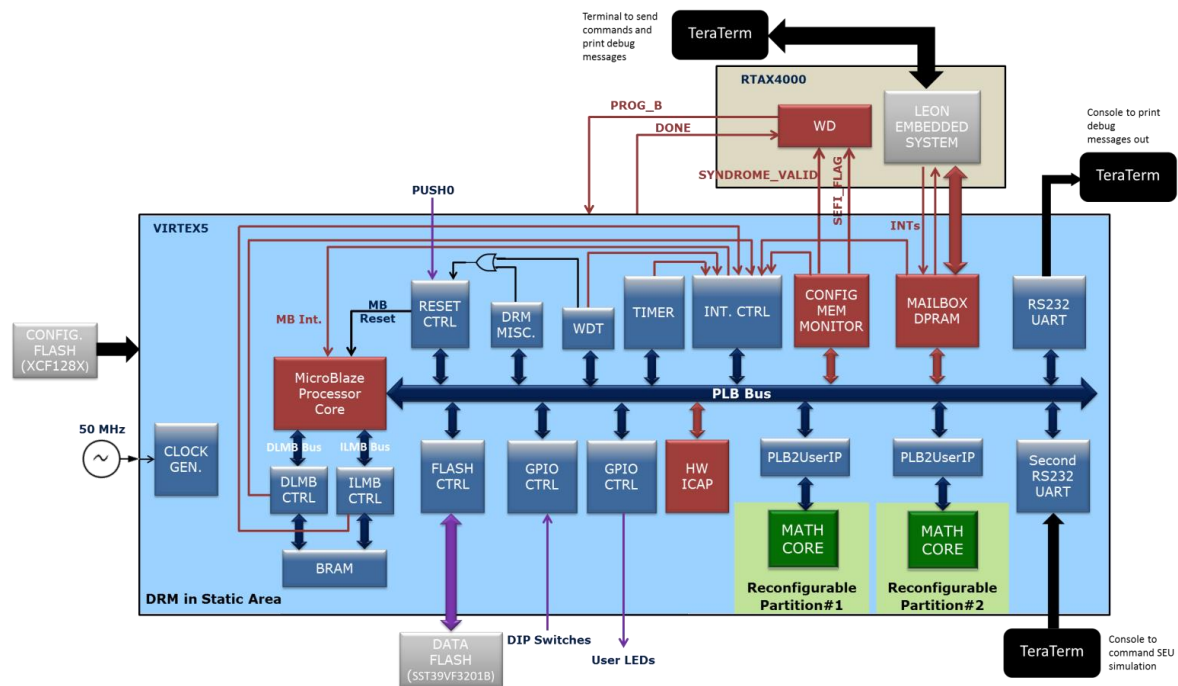 Terminal to send
commands and
print debug
messages
TeraTerm
RTAX4000
PROG_B
DONE
WD
LEON
EMBEDDED
SYSTEM
SYNDROME_VALID
SEFI_FLAG
INTs
Console to print
debug
messages out
TeraTerm
PUSH0
VIRTEX5
MB Int.
MB
Reset
RESET
CTRL
DRM
MISC.
WDT
TIMER
INT. CTRL
CONFIG
MEM
MONITOR
MAILBOX
DPRAM
RS232
UART
CONFIG.
FLASH
(XCF128X)
MicroBlaze
Processor
Core
PLB Bus
50 MHz
~
CLOCK
GEN.
DLMB Bus
ILMB Bus
DLMB
CTRL
ILMB
CTRL
BRAM
FLASH
CTRL
GPIO
CTRL
GPIO
CTRL
HW
ICAP
PLB2UserIP
PLB2UserIP
Second
RS232
UART
MATH
CORE
MATH
CORE
Reconfigurable
Partition#1
Reconfigurable
Partition#2
DRM in Static Area
DATA
FLASH
(SST39VF3201B)
DIP Switches
User LEDs
TeraTerm
Console to
command SEU
simulation